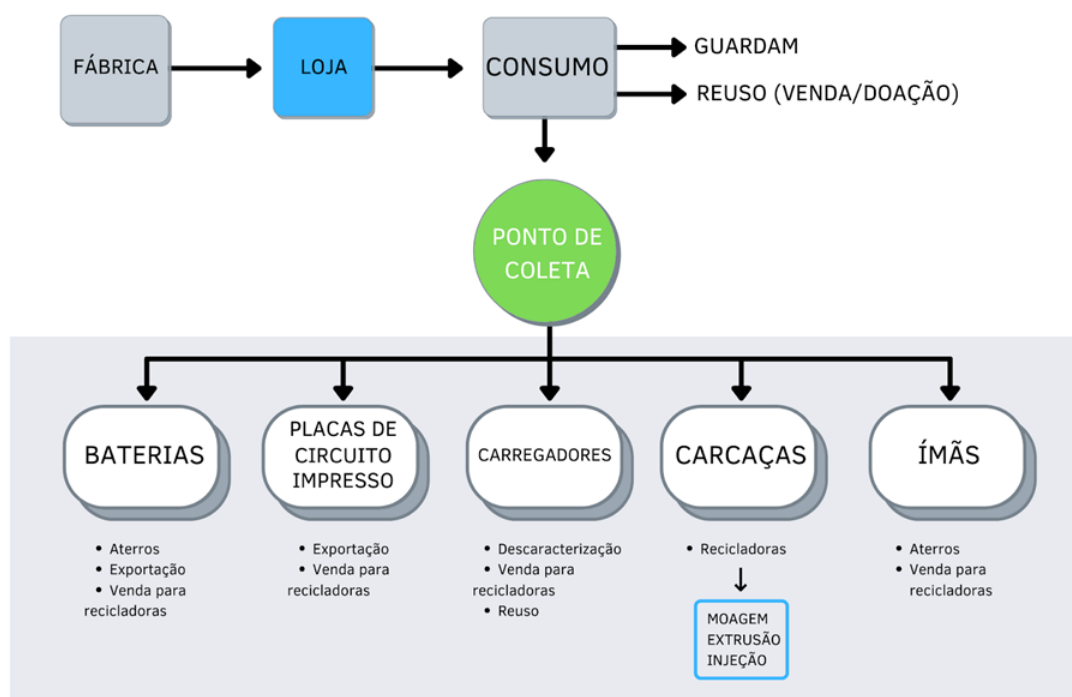 FÁBRICA
LOJA
CONSUMO
GUARDAM
REUSO (VENDA/DOAÇÃO)
PONTO DE
COLETA
BATERIAS
• Aterros
• Exportação
• Venda para
recicladoras
PLACAS DE
CIRCUITO
IMPRESSO
• Exportação
• Venda para
recicladoras
CARREGADORES
• Descaracterização
• Venda para
recicladoras
• Reuso
CARCAÇAS
• Recicladoras
MOAGEM
EXTRUSÃO
INJEÇÃO
ÍMÃS
• Aterros
• Venda para
recicladoras